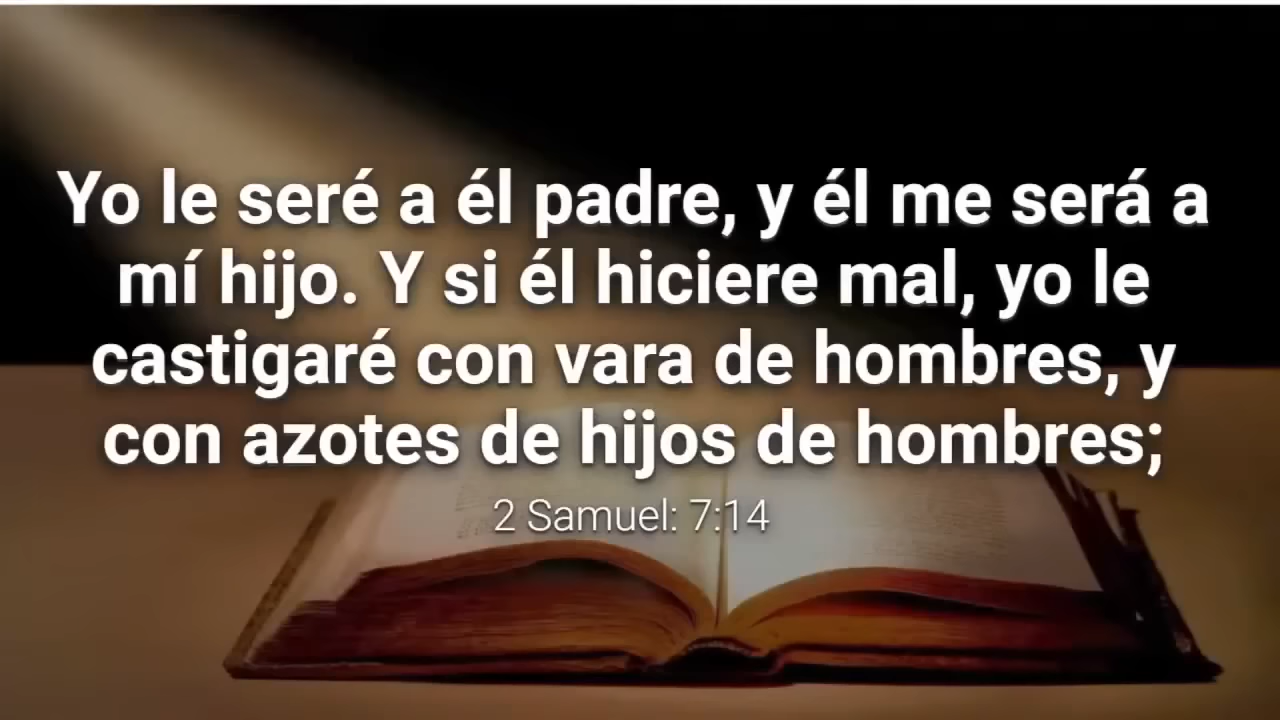 Yo le seré a él padre, y él me será a
mí hijo. Y si él hiciere mal, yo le
castigaré con vara de hombres, y
con azotes de hijos de hombres;
2 Samuel: 7:14